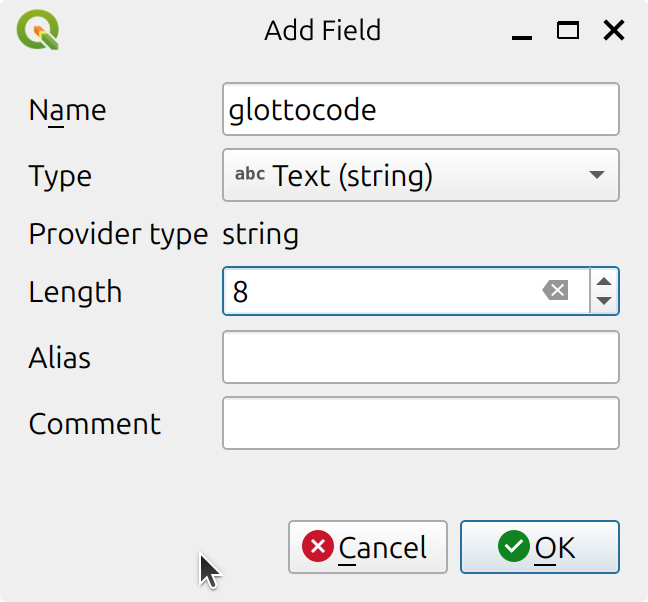 Add Field
Name glottocode
Type abc Text (string)
Provider type string
Length 8
Alias
Comment
Cancel OK